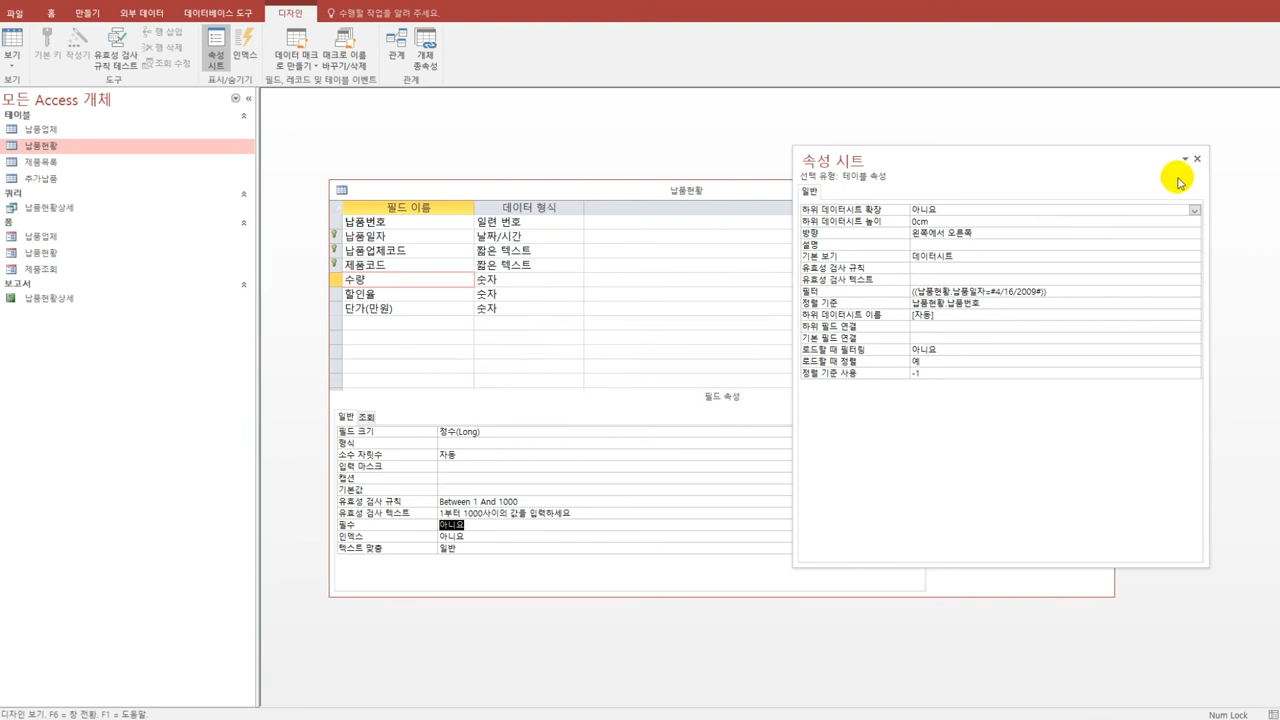 파일 홈 만들기 외부 데이터 데이터베이스 도구 디자인 수행할 작업을 알려 주세요.
보기
기본 키
작성기
유효성 검사
규칙 테스트
행 삽입
행 삭제
조회 수정
속성
시트
인덱스
데이터 매크
로 만들기
매크로 이름
바꾸기/삭제
관계
개체
종속성
보기 도구 표시/숨기기 필드, 레코드 및 테이블 이벤트 관계
모든 Access 개체
테이블
납품업체
납품현황
제품목록
추가납품
쿼리
납품현황상세
폼
납품업체
납품현황
제품조회
보고서
납품현황상세
납품현황
필드 이름 데이터 형식
납품번호 일련 번호
납품일자 날짜/시간
납품업체코드 짧은 텍스트
제품코드 짧은 텍스트
수량 숫자
할인율 숫자
단가(만원) 숫자
필드 속성
일반 조회
필드 크기 정수(Long)
형식
소수 자릿수 자동
입력 마스크
캡션
기본값
유효성 검사 규칙 Between 1 And 1000
유효성 검사 텍스트 1부터 1000사이의 값을 입력하세요
필수 아니요
인덱스 아니요
텍스트 맞춤 일반
속성 시트
선택 유형: 테이블 속성
일반
하위 데이터시트 확장 아니요
하위 데이터시트 높이 0cm
방향 왼쪽에서 오른쪽
설명
기본 보기 데이터시트
유효성 검사 규칙
유효성 검사 텍스트
필터 ((납품현황.납품일자=#4/16/2009#))
정렬 기준 납품현황.납품번호
하위 데이터시트 이름 [자동]
하위 필드 연결
기본 필드 연결
로드할 때 필터링 아니요
로드할 때 정렬 예
정렬 기준 사용 -1
디자인 보기. F6 = 창 전환. F1 = 도움말.
Num Lock